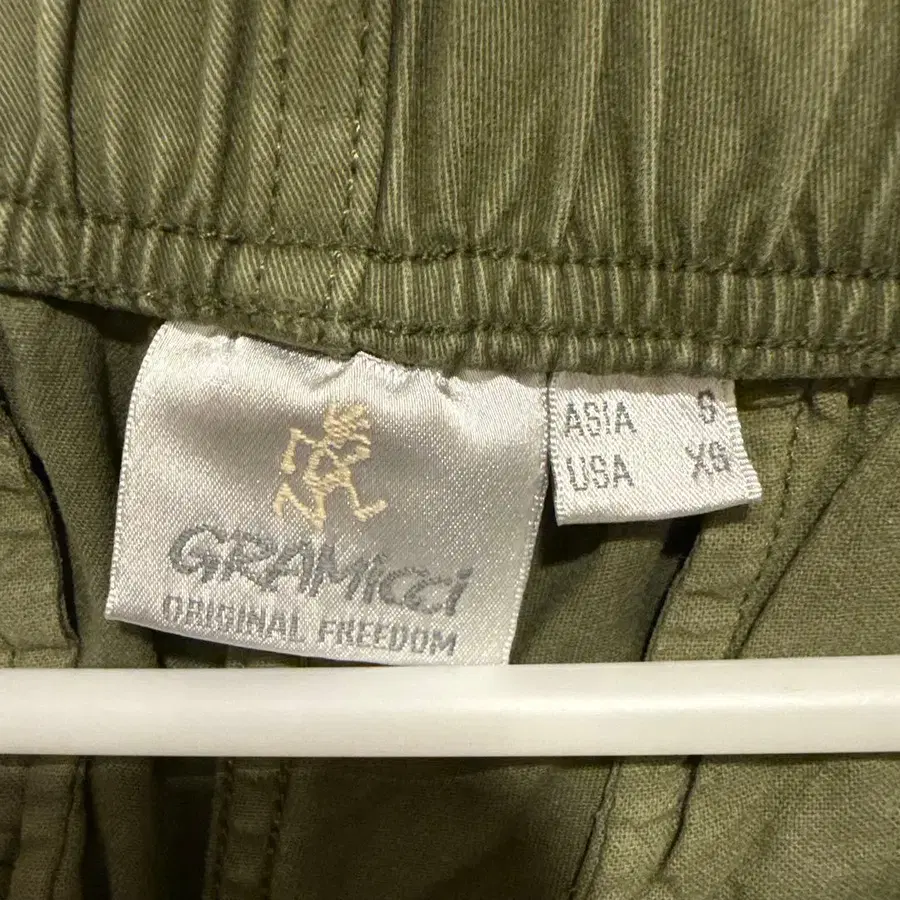 GRAMicci
ORIGINAL FREEDOM
ASIA S
USA XS